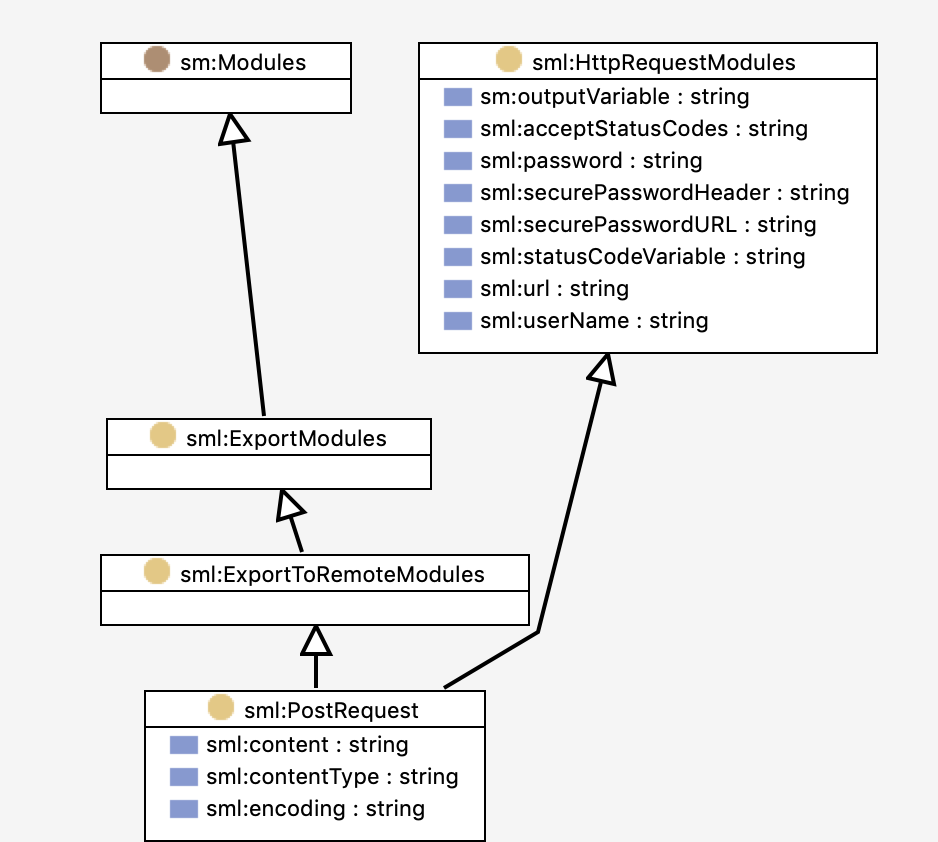 sm:Modules
sml:HttpRequestModules
sm:outputVariable : string
sml:acceptStatusCodes : string
sml:password : string
sml:securePasswordHeader : string
sml:securePasswordURL : string
sml:statusCodeVariable : string
sml:url : string
sml:userName : string
sml:ExportModules
sml:ExportToRemoteModules
sml:PostRequest
sml:content : string
sml:contentType : string
sml:encoding : string